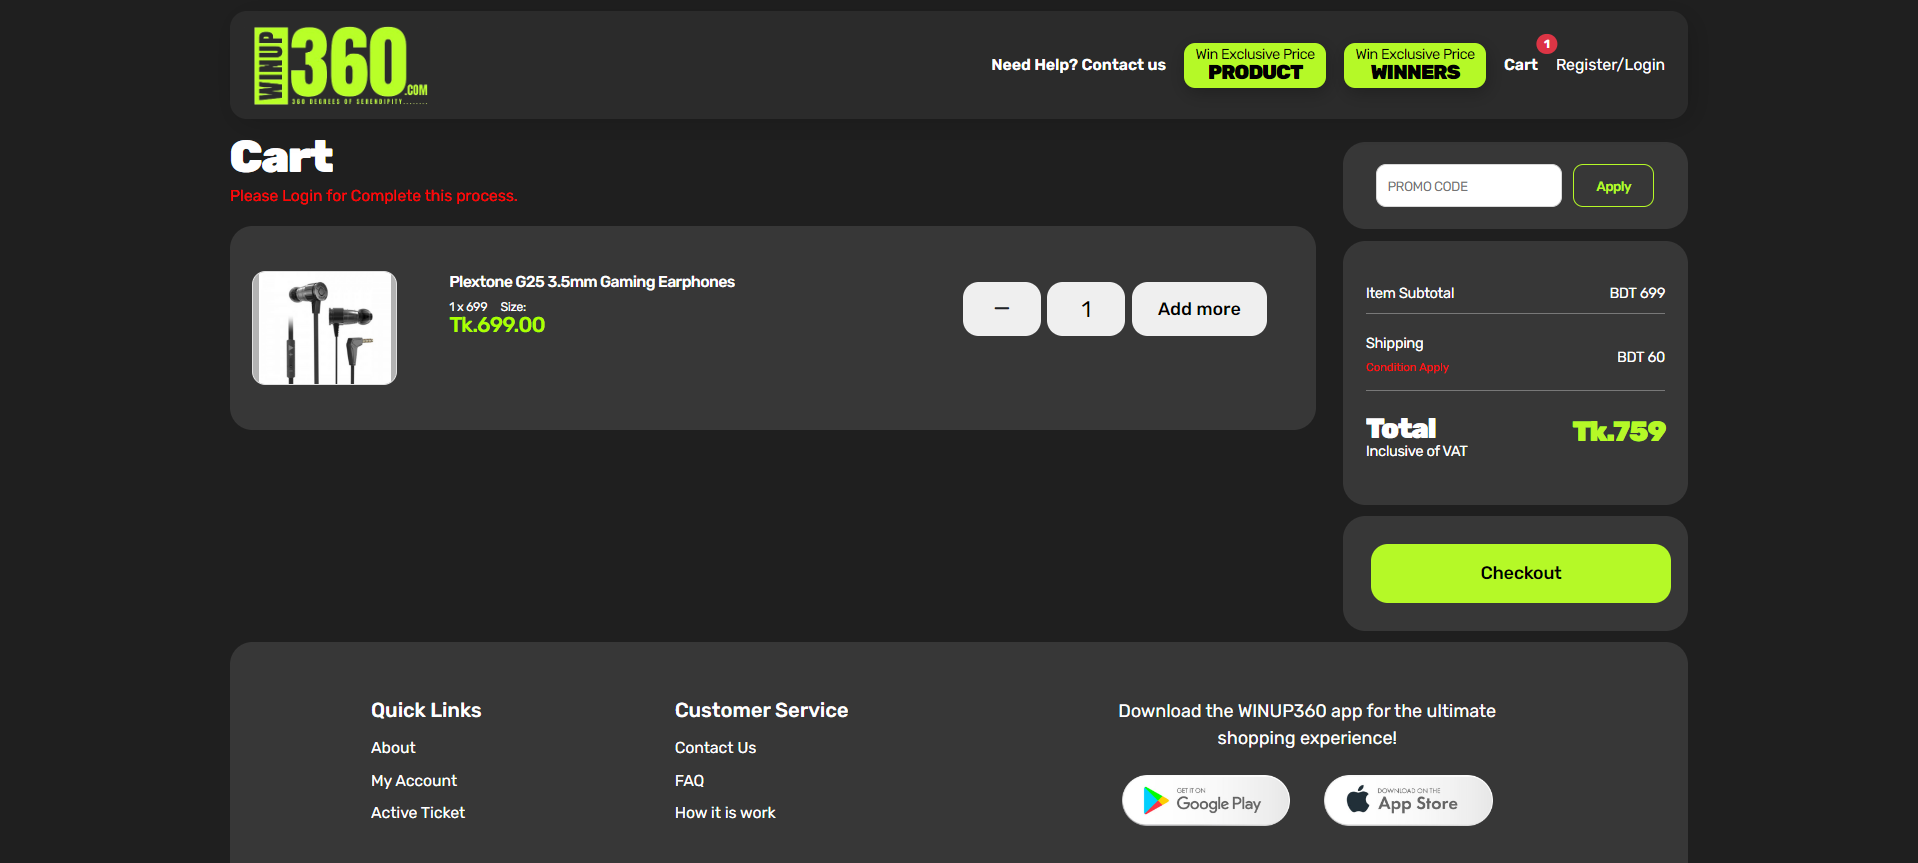 WINUP
360
.COM
360 DEGREES OF SERENDIPITY........
Need Help? Contact us
Win Exclusive Price
PRODUCT
Win Exclusive Price
WINNERS
Cart
1
Register/Login
Cart
Please Login for Complete this process.
Plextone G25 3.5mm Gaming Earphones
1 x 699 Size:
Tk.699.00
−
1
Add more
PROMO CODE
Apply
Item Subtotal
BDT 699
Shipping
Condition Apply
BDT 60
Total
Inclusive of VAT
Tk.759
Checkout
Quick Links
About
My Account
Active Ticket
Customer Service
Contact Us
FAQ
How it is work
Download the WINUP360 app for the ultimate
shopping experience!
GET IT ON
Google Play
DOWNLOAD ON THE
App Store